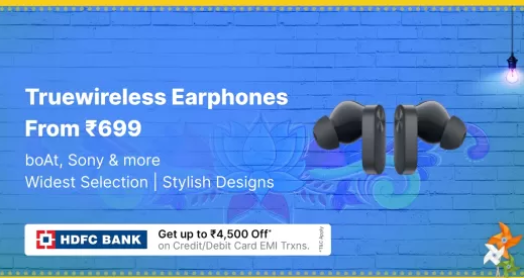 Truewireless Earphones
From ₹699
boAt, Sony & more
Widest Selection | Stylish Designs
HDFC BANK
Get up to ₹4,500 Off*
on Credit/Debit Card EMI Trxns.